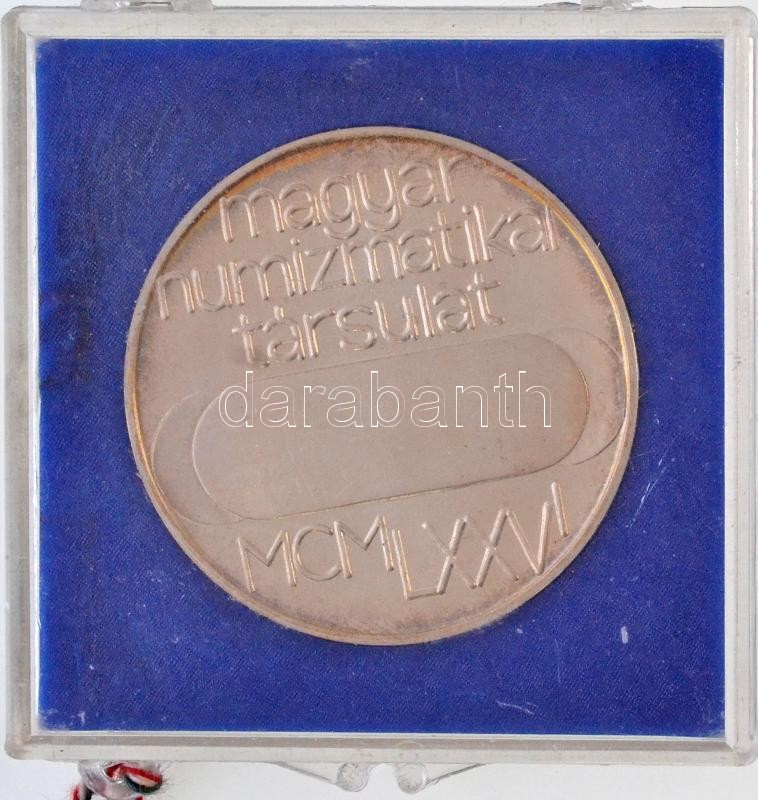 magyar
numizmatikai
társulat
darabanth
MCMLXXVI